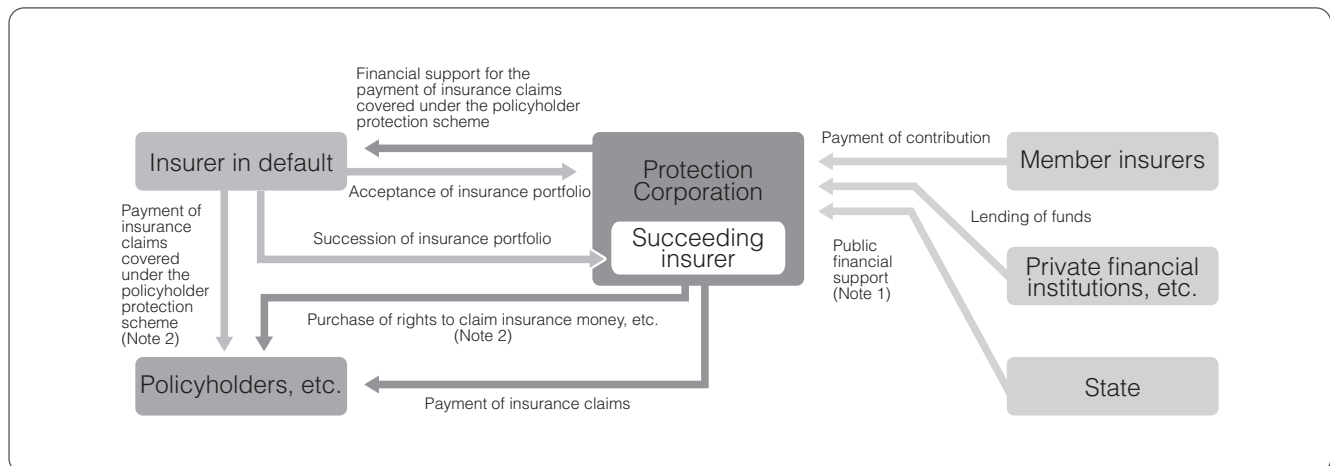 Financial support for the
payment of insurance claims
covered under the policyholder
protection scheme
Insurer in default
Acceptance of insurance portfolio
Protection
Corporation
Payment of contribution
Member insurers
Payment of
insurance
claims
covered
under the
policyholder
protection
scheme
(Note 2)
Succession of insurance portfolio
Succeeding
insurer
Lending of funds
Public
financial
support
(Note 1)
Private financial
institutions, etc.
Purchase of rights to claim insurance money, etc.
(Note 2)
Policyholders, etc.
Payment of insurance claims
State